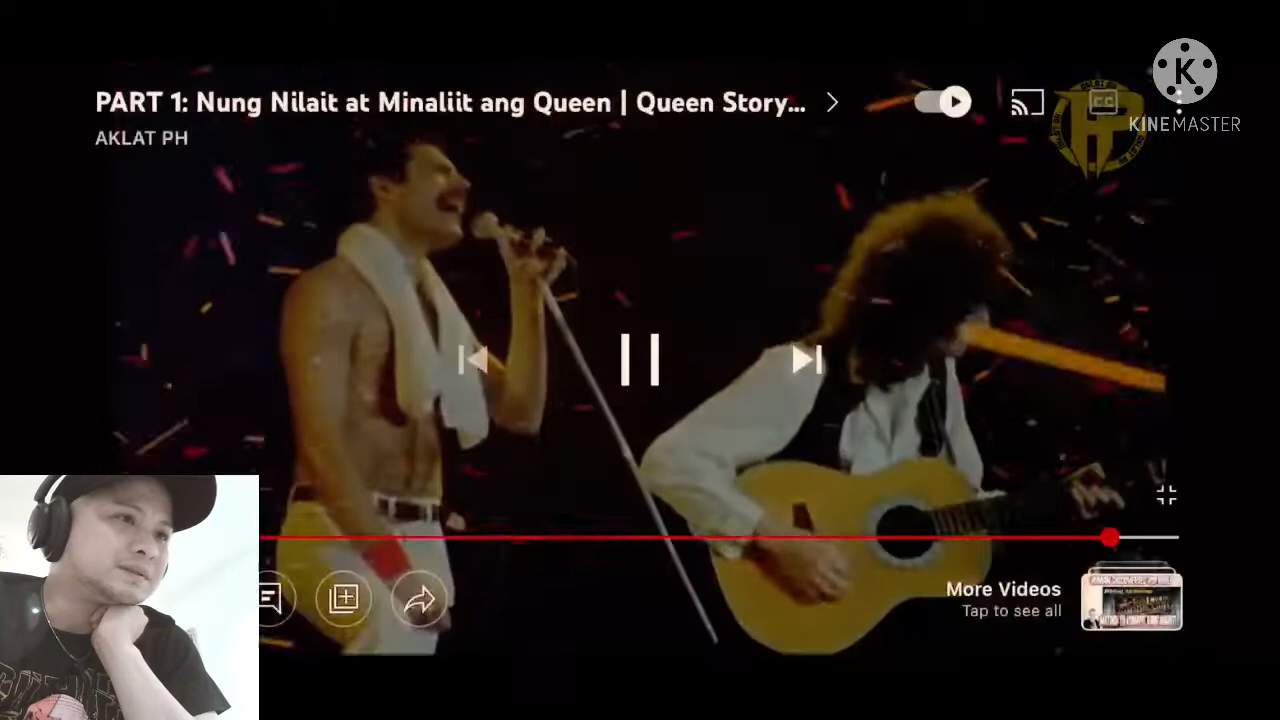 PART 1: Nung Nilait at Minaliit ang Queen | Queen Story...
AKLAT PH
CC
K
KINEMASTER
More Videos
Tap to see all